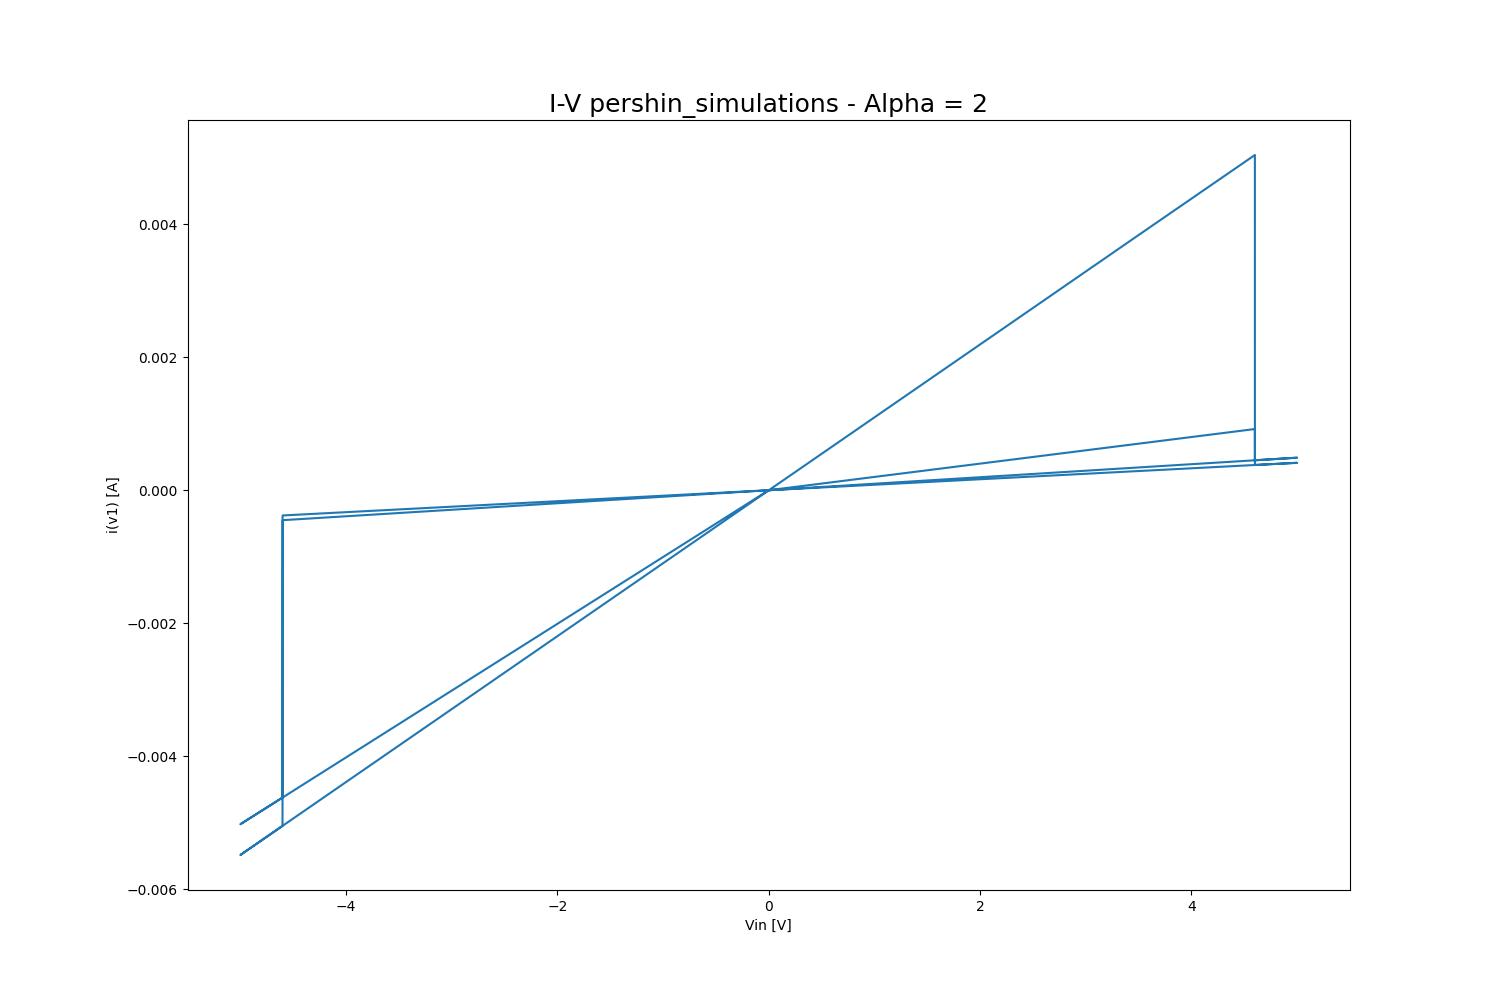 I-V pershin_simulations - Alpha = 2
0.004
0.002
0.000
−0.002
−0.004
−0.006
i(v1) [A]
−4 −2 0 2 4
Vin [V]